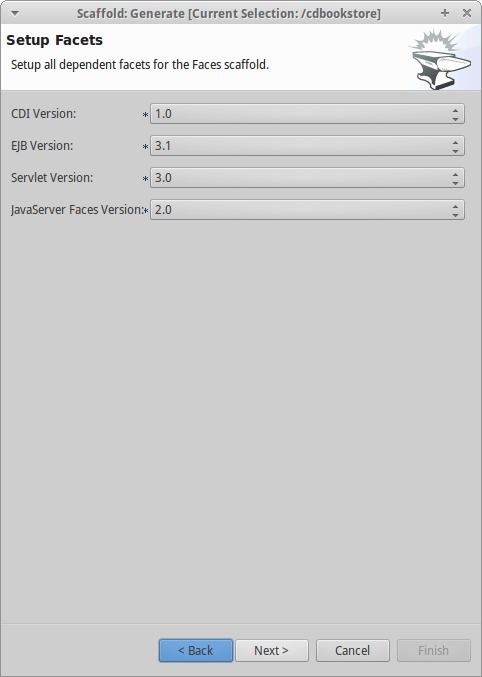 Scaffold: Generate [Current Selection: /cdbookstore]
Setup Facets
Setup all dependent facets for the Faces scaffold.
CDI Version: * 1.0
EJB Version: * 3.1
Servlet Version: * 3.0
JavaServer Faces Version:* 2.0
< Back Next > Cancel Finish